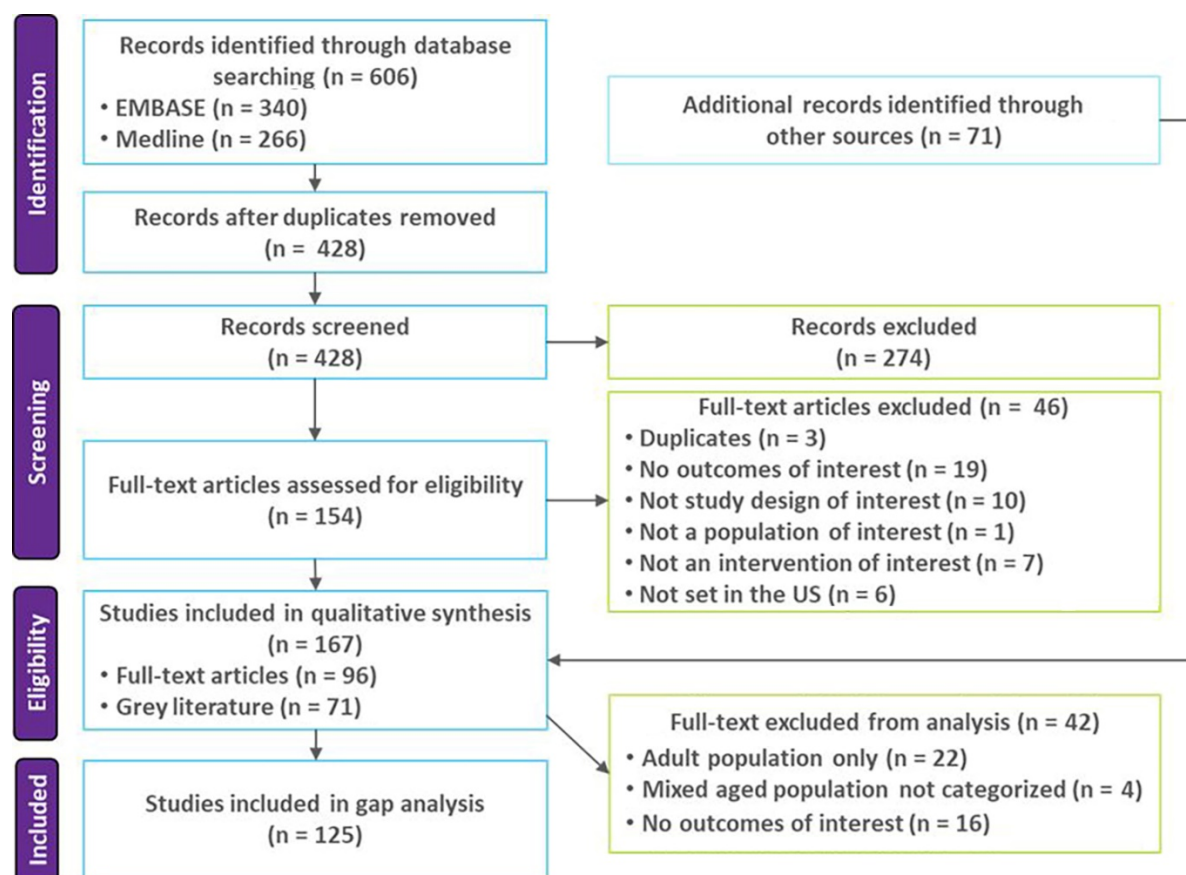 Identification
Records identified through database
searching (n = 606)
• EMBASE (n = 340)
• Medline (n = 266)
Additional records identified through
other sources (n = 71)
Records after duplicates removed
(n = 428)
Screening
Records screened
(n = 428)
Records excluded
(n = 274)
Full-text articles assessed for eligibility
(n = 154)
Full-text articles excluded (n = 46)
• Duplicates (n = 3)
• No outcomes of interest (n = 19)
• Not study design of interest (n = 10)
• Not a population of interest (n = 1)
• Not an intervention of interest (n = 7)
• Not set in the US (n = 6)
Eligibility
Studies included in qualitative synthesis
(n = 167)
• Full-text articles (n = 96)
• Grey literature (n = 71)
Full-text excluded from analysis (n = 42)
• Adult population only (n = 22)
• Mixed aged population not categorized (n = 4)
• No outcomes of interest (n = 16)
Included
Studies included in gap analysis
(n = 125)